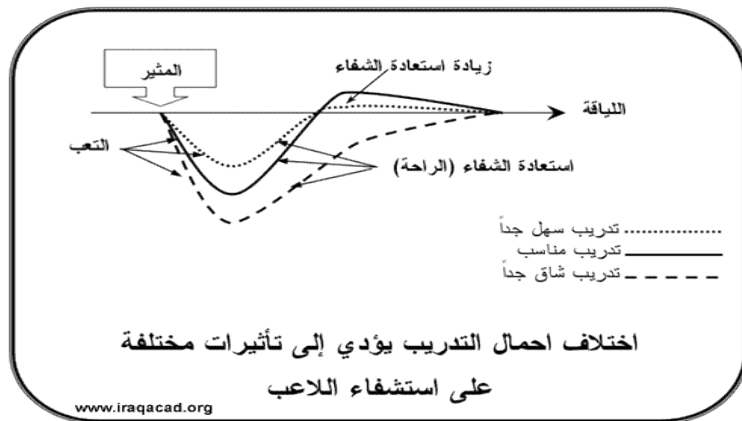 المثير
زيادة استعادة الشفاء
اللياقة
التعب
استعادة الشفاء (الراحة)
تدريب سهل جداً
تدريب مناسب
تدريب شاق جداً
اختلاف احمال التدريب يؤدي إلى تأثيرات مختلفة
على استشفاء اللاعب
www.iraqacad.org